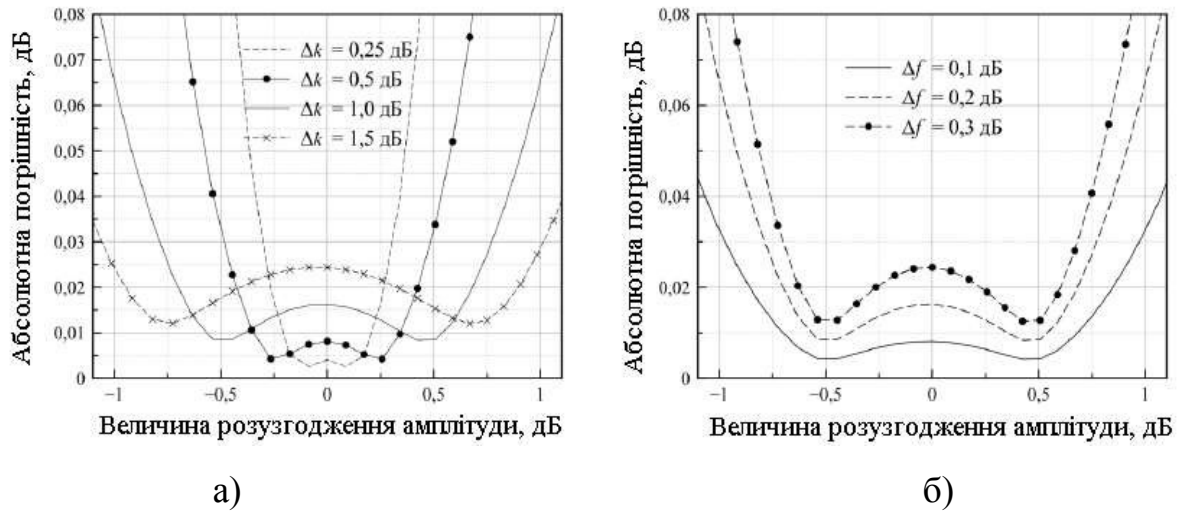 Абсолютна погрішність, дБ
0,08
0,07
0,06
0,05
0,04
0,03
0,02
0,01
0
Δk = 0,25 дБ
Δk = 0,5 дБ
Δk = 1,0 дБ
Δk = 1,5 дБ
−1
−0,5
0
0,5
1
Величина розузгодження амплітуди, дБ
а)
Абсолютна погрішність, дБ
0,08
0,06
0,04
0,02
0
Δf = 0,1 дБ
Δf = 0,2 дБ
Δf = 0,3 дБ
−1
−0,5
0
0,5
1
Величина розузгодження амплітуди, дБ
б)